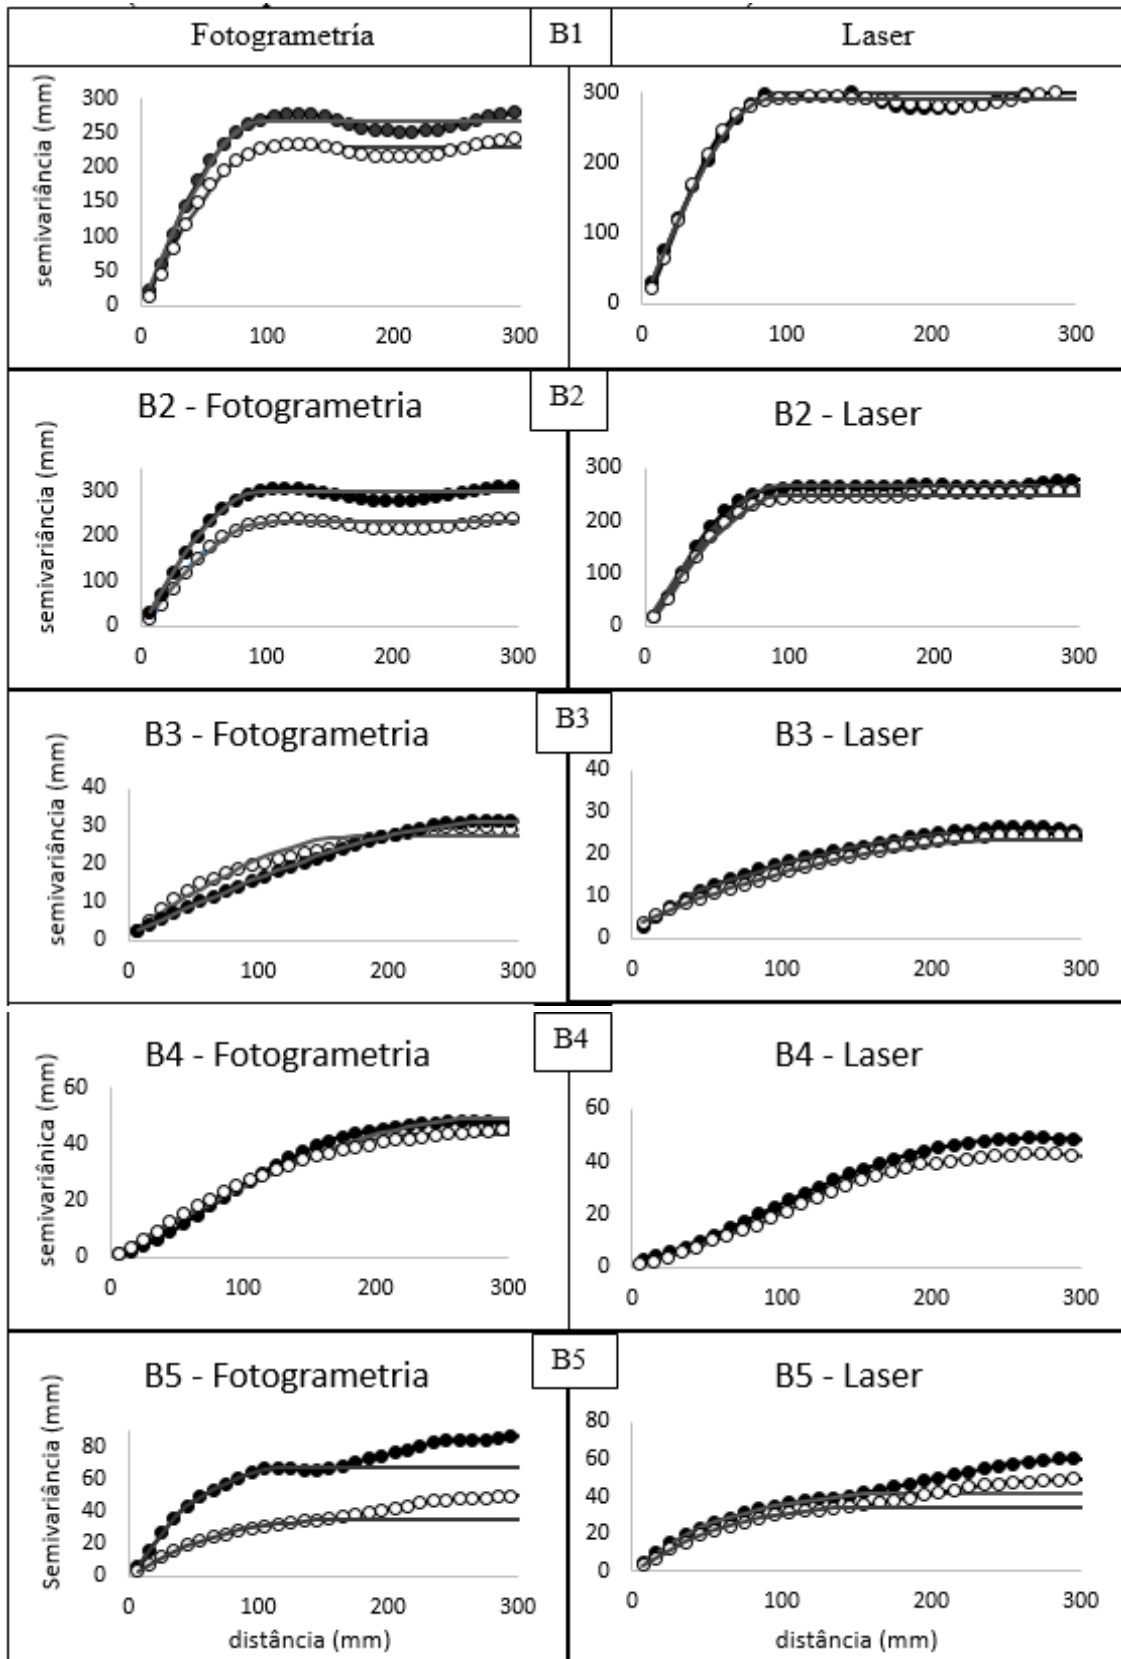 Fotogrametría B1 Laser
semivariância (mm)
300
250
200
150
100
50
0
0 100 200 300
300
200
100
0
0 100 200 300
B2
B2 - Fotogrametria
semivariância (mm)
300
200
100
0
0 100 200 300
B2 - Laser
300
200
100
0
0 100 200 300
B3
B3 - Fotogrametria
semivariância (mm)
40
30
20
10
0
0 100 200 300
B3 - Laser
40
30
20
10
0
0 100 200 300
B4
B4 - Fotogrametria
semivariânica (mm)
60
40
20
0
0 100 200 300
B4 - Laser
60
40
20
0
0 100 200 300
B5
B5 - Fotogrametria
Semivariância (mm)
80
60
40
20
0
0 100 200 300
distância (mm)
B5 - Laser
80
60
40
20
0
0 100 200 300
distância (mm)